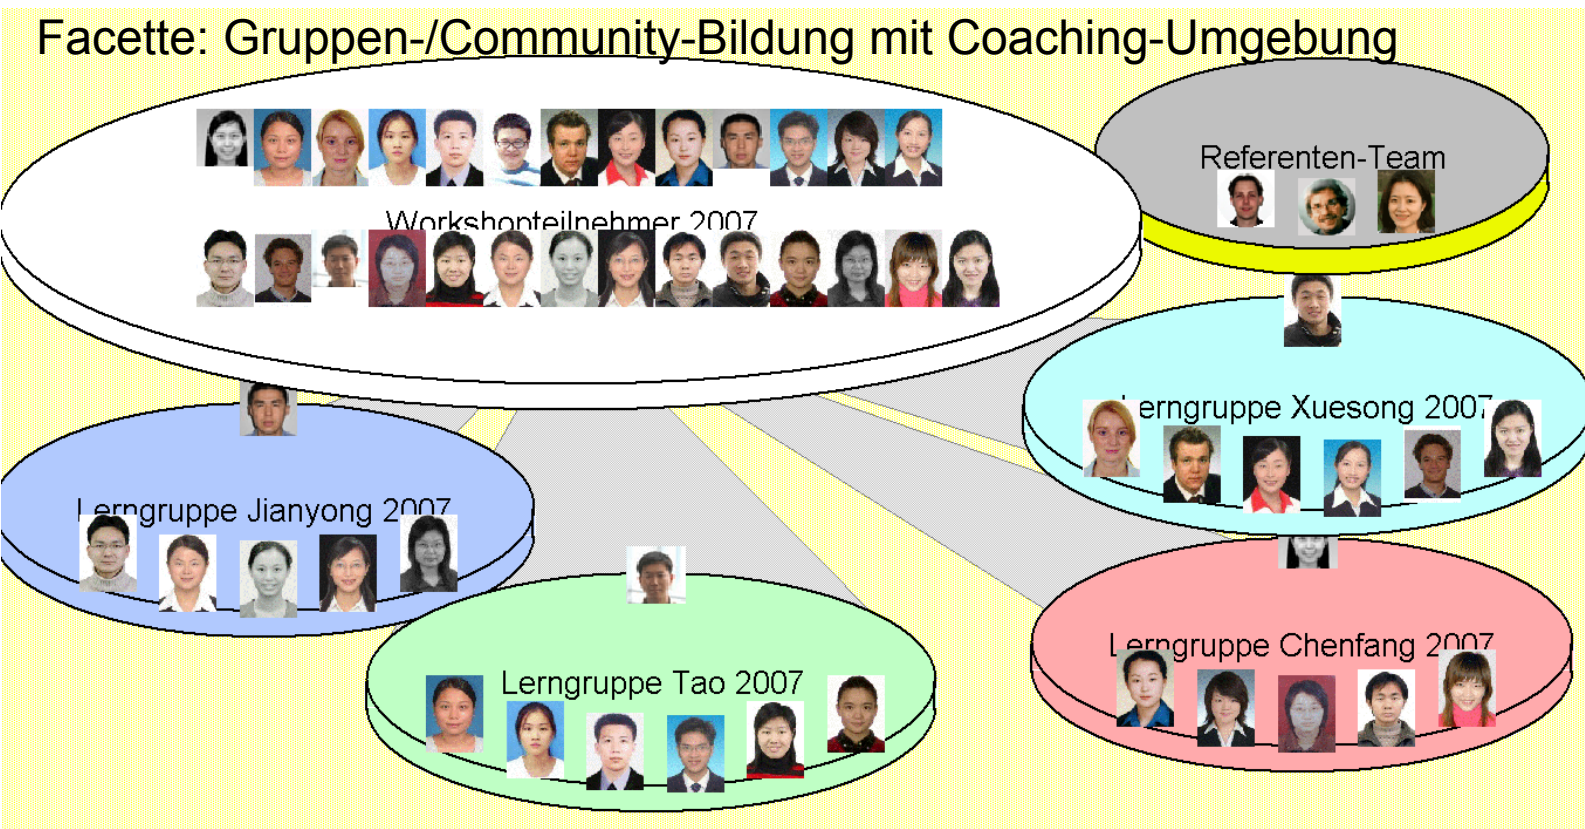 Facette: Gruppen-/Community-Bildung mit Coaching-Umgebung
Referenten-Team
Workshopteilnehmer 2007
Lerngruppe Xuesong 2007
Lerngruppe Jianyong 2007
Lerngruppe Chenfang 2007
Lerngruppe Tao 2007